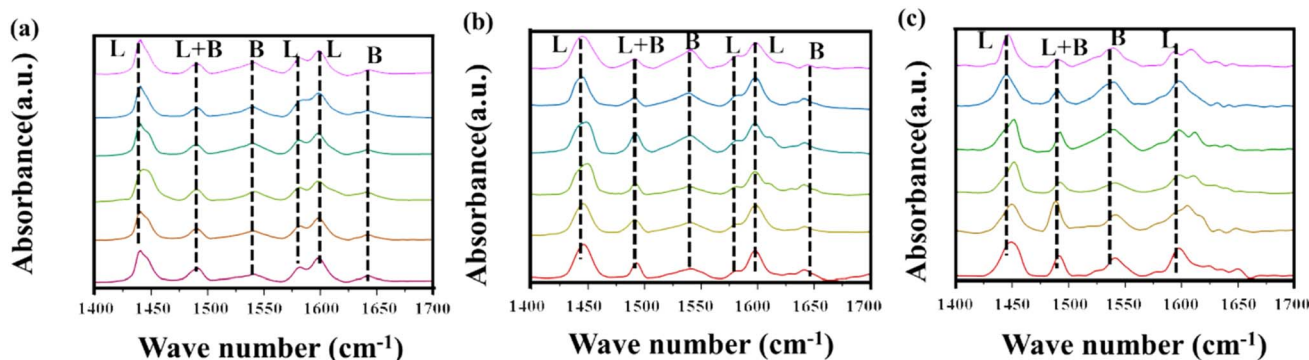 (a)
L L+B B L L B
Absorbance(a.u.)
1400 1450 1500 1550 1600 1650 1700
Wave number (cm⁻¹)
(b)
L L+B B L L B
Absorbance(a.u.)
1400 1450 1500 1550 1600 1650 1700
Wave number (cm⁻¹)
(c)
L L+B B L
Absorbance(a.u.)
1400 1450 1500 1550 1600 1650 1700
Wave number (cm⁻¹)